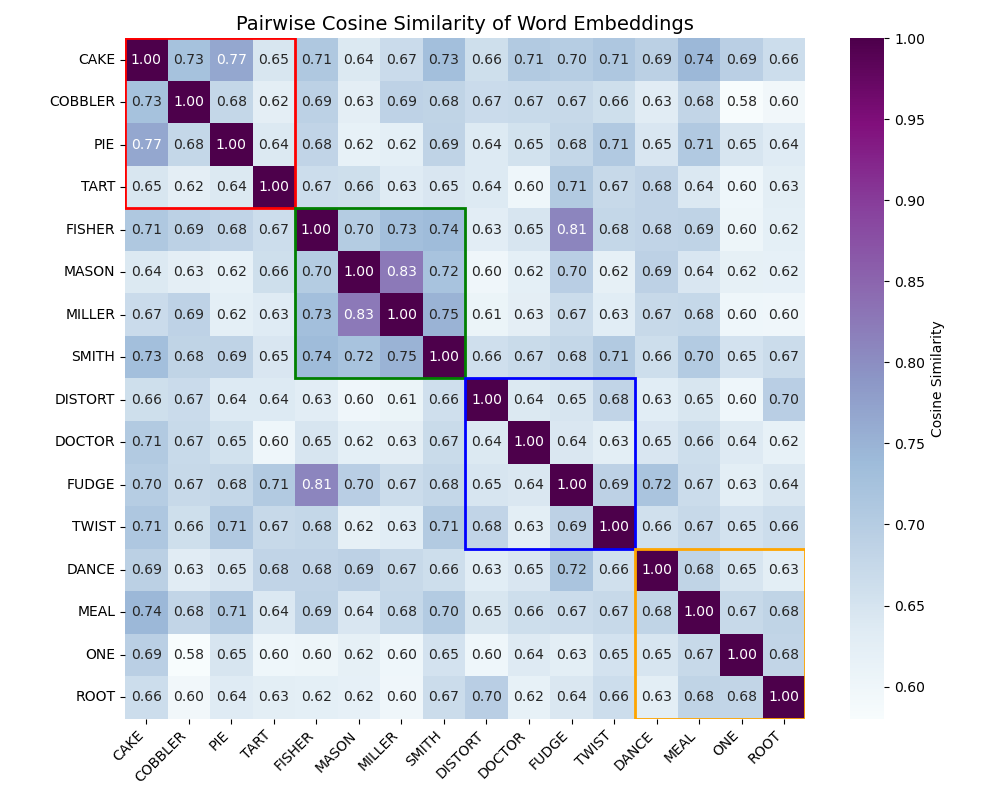 Pairwise Cosine Similarity of Word Embeddings
CAKE 1.00 0.73 0.77 0.65 0.71 0.64 0.67 0.73 0.66 0.71 0.70 0.71 0.69 0.74 0.69 0.66
COBBLER 0.73 1.00 0.68 0.62 0.69 0.63 0.69 0.68 0.67 0.67 0.67 0.66 0.63 0.68 0.58 0.60
PIE 0.77 0.68 1.00 0.64 0.68 0.62 0.62 0.69 0.64 0.65 0.68 0.71 0.65 0.71 0.65 0.64
TART 0.65 0.62 0.64 1.00 0.67 0.66 0.63 0.65 0.64 0.60 0.71 0.67 0.68 0.64 0.60 0.63
FISHER 0.71 0.69 0.68 0.67 1.00 0.70 0.73 0.74 0.63 0.65 0.81 0.68 0.68 0.69 0.60 0.62
MASON 0.64 0.63 0.62 0.66 0.70 1.00 0.83 0.72 0.60 0.62 0.70 0.62 0.69 0.64 0.62 0.62
MILLER 0.67 0.69 0.62 0.63 0.73 0.83 1.00 0.75 0.61 0.63 0.67 0.63 0.67 0.68 0.60 0.60
SMITH 0.73 0.68 0.69 0.65 0.74 0.72 0.75 1.00 0.66 0.67 0.68 0.71 0.66 0.70 0.65 0.67
DISTORT 0.66 0.67 0.64 0.64 0.63 0.60 0.61 0.66 1.00 0.64 0.65 0.68 0.63 0.65 0.60 0.70
DOCTOR 0.71 0.67 0.65 0.60 0.65 0.62 0.63 0.67 0.64 1.00 0.64 0.63 0.65 0.66 0.64 0.62
FUDGE 0.70 0.67 0.68 0.71 0.81 0.70 0.67 0.68 0.65 0.64 1.00 0.69 0.72 0.67 0.63 0.64
TWIST 0.71 0.66 0.71 0.67 0.68 0.62 0.63 0.71 0.68 0.63 0.69 1.00 0.66 0.67 0.65 0.66
DANCE 0.69 0.63 0.65 0.68 0.68 0.69 0.67 0.66 0.63 0.65 0.72 0.66 1.00 0.68 0.65 0.63
MEAL 0.74 0.68 0.71 0.64 0.69 0.64 0.68 0.70 0.65 0.66 0.67 0.67 0.68 1.00 0.67 0.68
ONE 0.69 0.58 0.65 0.60 0.60 0.62 0.60 0.65 0.60 0.64 0.63 0.65 0.65 0.67 1.00 0.68
ROOT 0.66 0.60 0.64 0.63 0.62 0.62 0.60 0.67 0.70 0.62 0.64 0.66 0.63 0.68 0.68 1.00
CAKE COBBLER PIE TART FISHER MASON MILLER SMITH DISTORT DOCTOR FUDGE TWIST DANCE MEAL ONE ROOT
1.00
0.95
0.90
0.85
0.80
0.75
0.70
0.65
0.60
Cosine Similarity